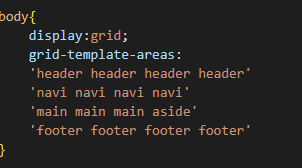 body{
display:grid;
grid-template-areas:
'header header header header'
'navi navi navi navi'
'main main main aside'
'footer footer footer footer'
}